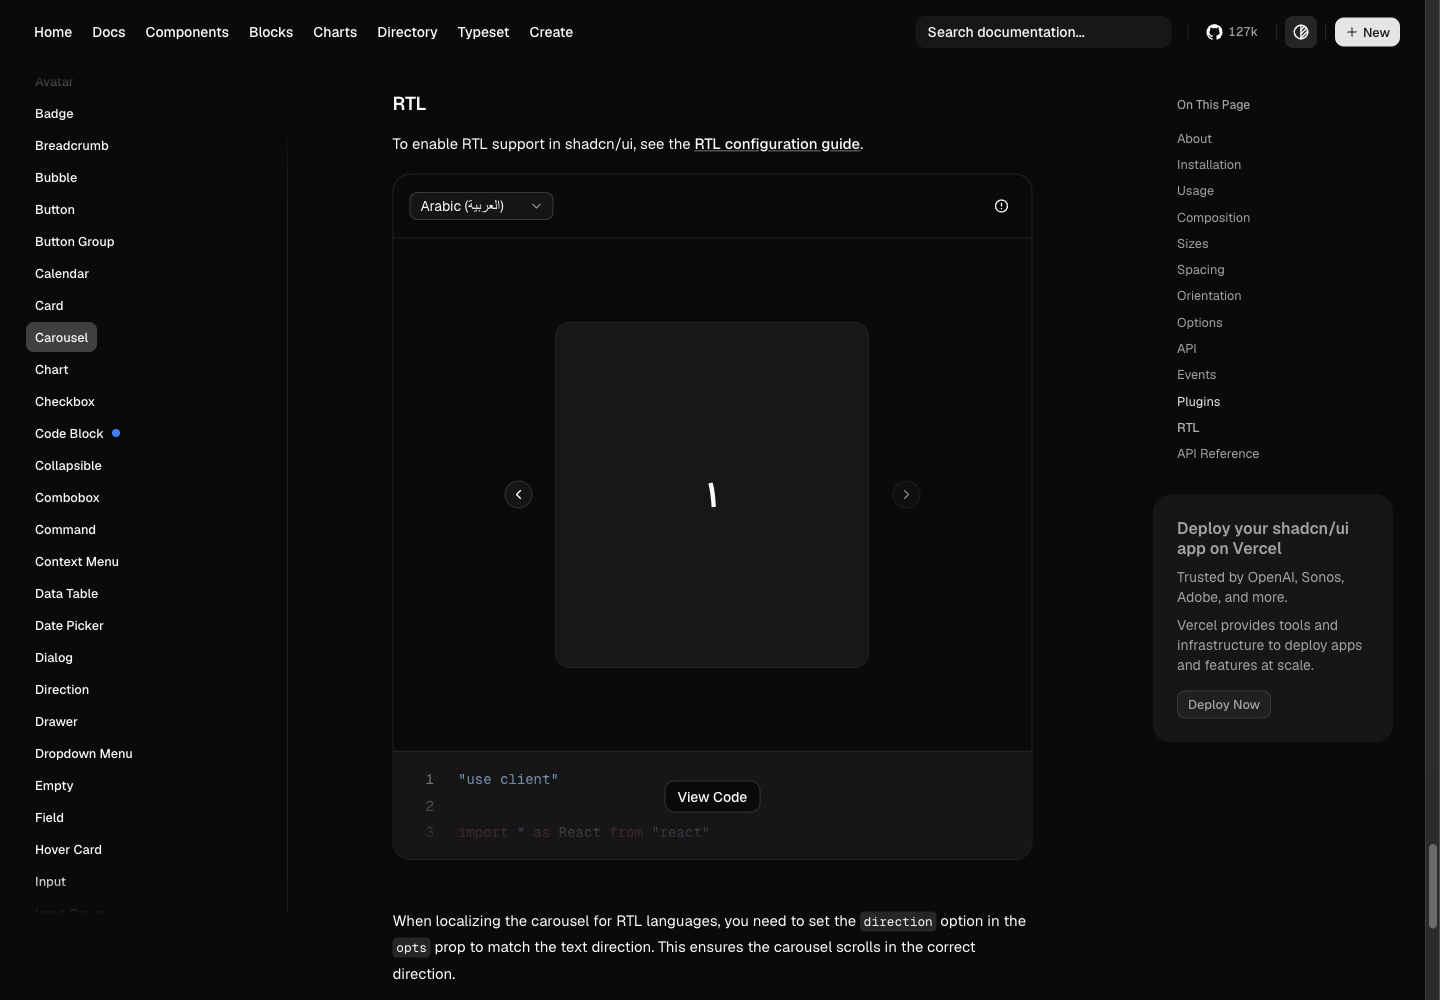 Home Docs Components Blocks Charts Directory Typeset Create
Search documentation...
127k
New
Avatar
Badge
Breadcrumb
Bubble
Button
Button Group
Calendar
Card
Carousel
Chart
Checkbox
Code Block
Collapsible
Combobox
Command
Context Menu
Data Table
Date Picker
Dialog
Direction
Drawer
Dropdown Menu
Empty
Field
Hover Card
Input
Input Group
RTL
To enable RTL support in shadcn/ui, see the RTL configuration guide.
Arabic (العربية)
١
1 "use client"
2
3 import * as React from "react"
View Code
When localizing the carousel for RTL languages, you need to set the direction option in the
opts prop to match the text direction. This ensures the carousel scrolls in the correct
direction.
On This Page
About
Installation
Usage
Composition
Sizes
Spacing
Orientation
Options
API
Events
Plugins
RTL
API Reference
Deploy your shadcn/ui
app on Vercel
Trusted by OpenAI, Sonos,
Adobe, and more.
Vercel provides tools and
infrastructure to deploy apps
and features at scale.
Deploy Now